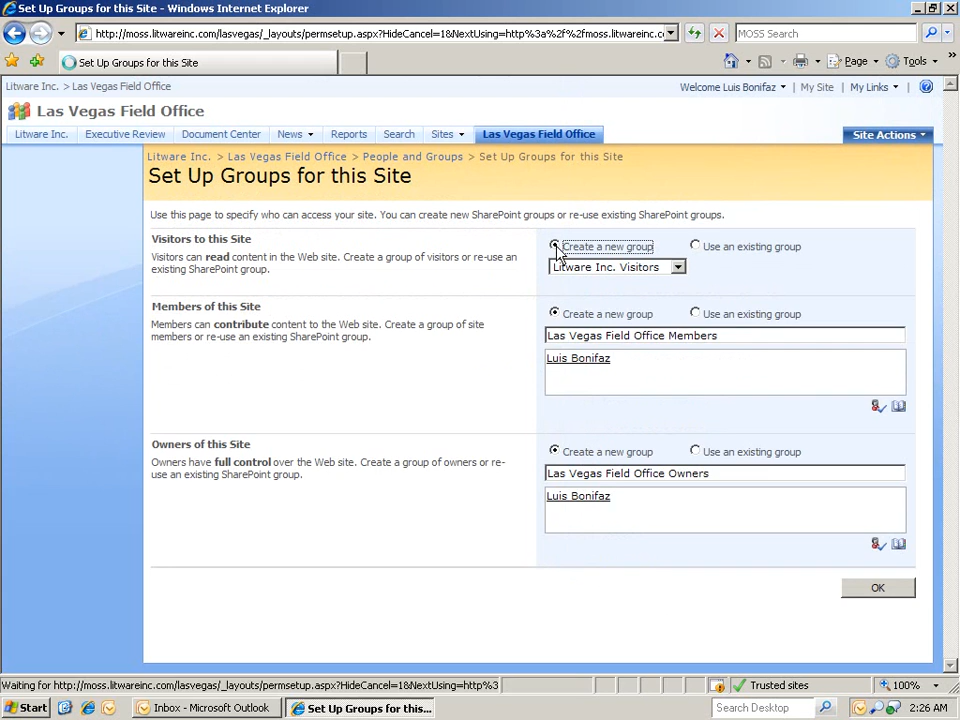 Set Up Groups for this Site - Windows Internet Explorer
http://moss.litwareinc.com/lasvegas/_layouts/permsetup.aspx?HideCancel=1&NextUsing=http%3a%2f%2fmoss.litwareinc.c
MOSS Search
Set Up Groups for this Site
Page
Tools
Litware Inc. > Las Vegas Field Office
Welcome Luis Bonifaz
My Site
My Links
Las Vegas Field Office
Litware Inc.
Executive Review
Document Center
News
Reports
Search
Sites
Las Vegas Field Office
Site Actions
Litware Inc. > Las Vegas Field Office > People and Groups > Set Up Groups for this Site
Set Up Groups for this Site
Use this page to specify who can access your site. You can create new SharePoint groups or re-use existing SharePoint groups.
Visitors to this Site
Visitors can read content in the Web site. Create a group of visitors or re-use an
existing SharePoint group.
Create a new group
Use an existing group
Litware Inc. Visitors
Members of this Site
Members can contribute content to the Web site. Create a group of site
members or re-use an existing SharePoint group.
Create a new group
Use an existing group
Las Vegas Field Office Members
Luis Bonifaz
Owners of this Site
Owners have full control over the Web site. Create a group of owners or re-
use an existing SharePoint group.
Create a new group
Use an existing group
Las Vegas Field Office Owners
Luis Bonifaz
OK
Waiting for http://moss.litwareinc.com/lasvegas/_layouts/permsetup.aspx?HideCancel=1&NextUsing=http%3
Trusted sites
100%
Start
Inbox - Microsoft Outlook
Set Up Groups for this...
Search Desktop
2:26 AM